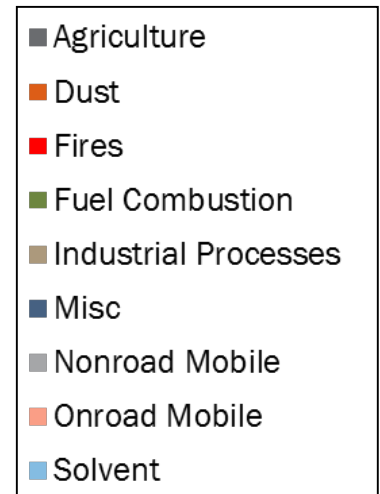 Agriculture
Dust
Fires
Fuel Combustion
Industrial Processes
Misc
Nonroad Mobile
Onroad Mobile
Solvent